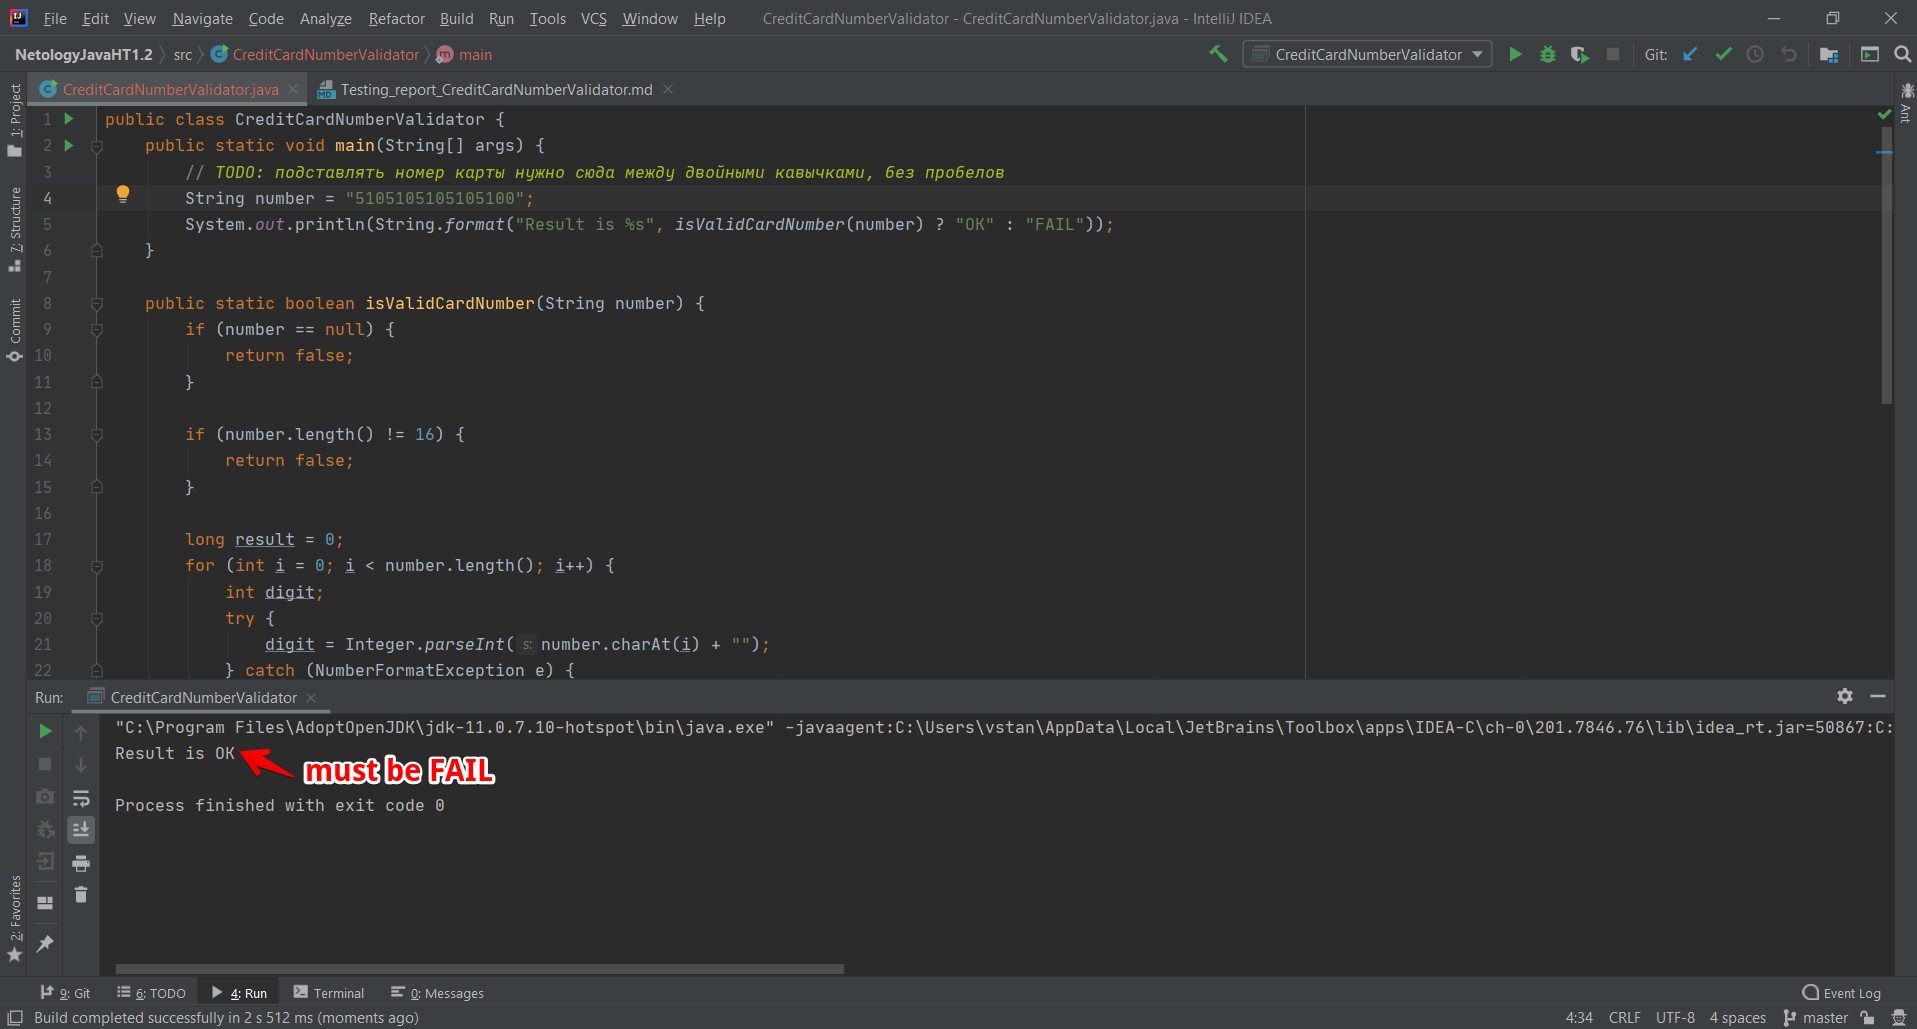 File Edit View Navigate Code Analyze Refactor Build Run Tools VCS Window Help CreditCardNumberValidator - CreditCardNumberValidator.java - IntelliJ IDEA
NetologyJavaHT1.2 src CreditCardNumberValidator main CreditCardNumberValidator Git:
CreditCardNumberValidator.java Testing_report_CreditCardNumberValidator.md
1: Project
7: Structure
Commit
2: Favorites
Ant
1 public class CreditCardNumberValidator {
2 public static void main(String[] args) {
3 // TODO: подставлять номер карты нужно сюда между двойными кавычками, без пробелов
4 String number = "5105105105105100";
5 System.out.println(String.format("Result is %s", isValidCardNumber(number) ? "OK" : "FAIL"));
6 }
7
8 public static boolean isValidCardNumber(String number) {
9 if (number == null) {
10 return false;
11 }
12
13 if (number.length() != 16) {
14 return false;
15 }
16
17 long result = 0;
18 for (int i = 0; i < number.length(); i++) {
19 int digit;
20 try {
21 digit = Integer.parseInt( s: number.charAt(i) + "");
22 } catch (NumberFormatException e) {
Run: CreditCardNumberValidator
"C:\Program Files\AdoptOpenJDK\jdk-11.0.7.10-hotspot\bin\java.exe" -javaagent:C:\Users\vstan\AppData\Local\JetBrains\Toolbox\apps\IDEA-C\ch-0\201.7846.76\lib\idea_rt.jar=50867:C:
Result is OK
must be FAIL
Process finished with exit code 0
9: Git 6: TODO 4: Run Terminal 0: Messages Event Log
Build completed successfully in 2 s 512 ms (moments ago) 4:34 CRLF UTF-8 4 spaces master